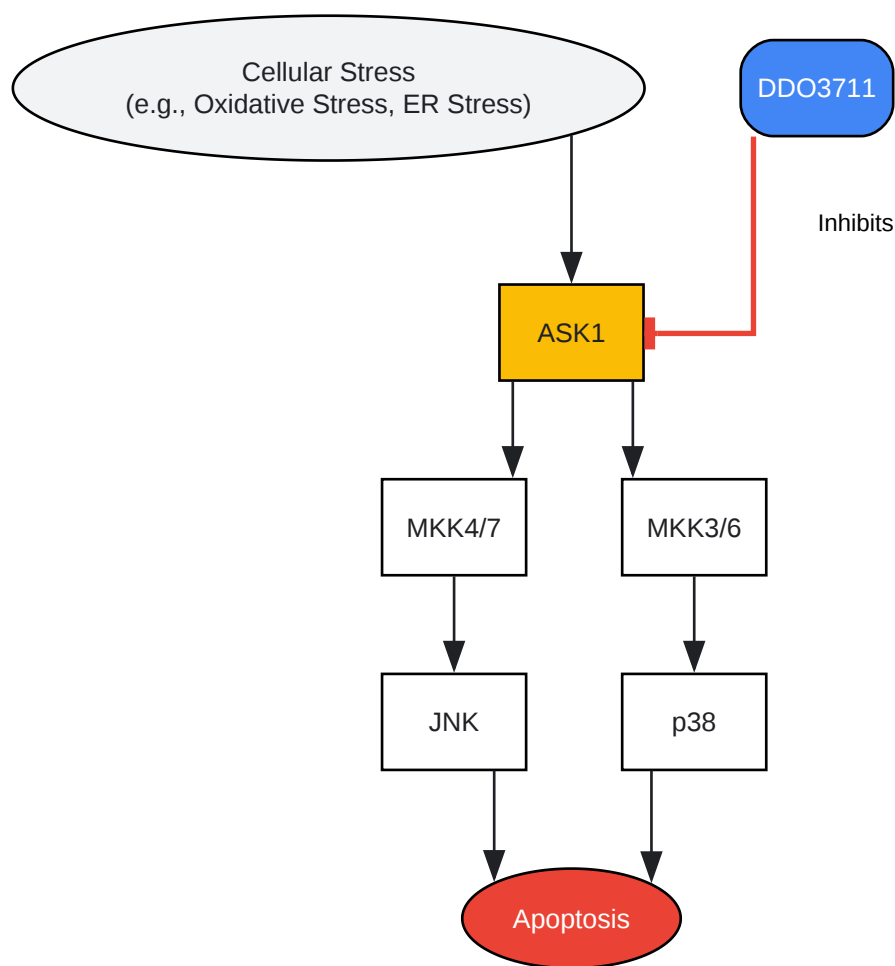 Cellular Stress
(e.g., Oxidative Stress, ER Stress)
DDO3711
Inhibits
ASK1
MKK4/7
MKK3/6
JNK
p38
Apoptosis